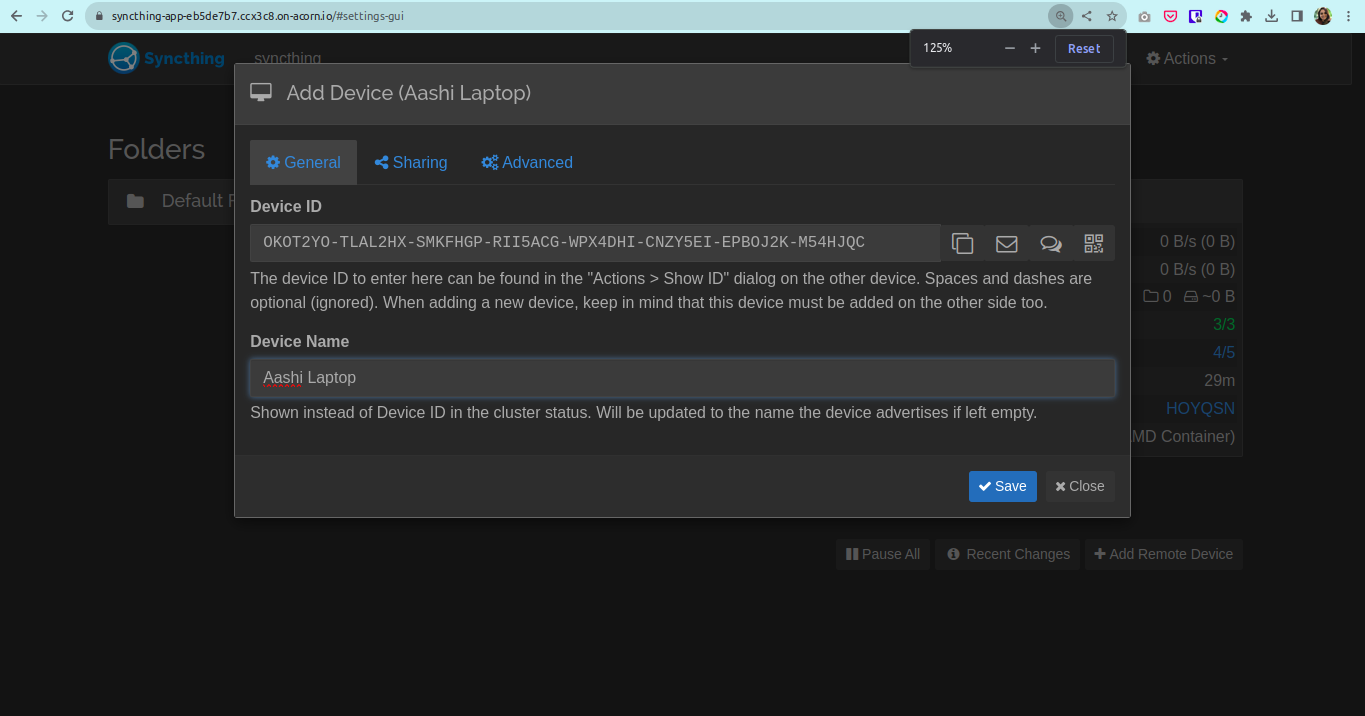 syncthing-app-eb5de7b7.ccx3c8.on-acorn.io/#settings-gui
125%
Reset
Syncthing
syncthing
Actions
Add Device (Aashi Laptop)
Folders
General
Sharing
Advanced
Default F
Device ID
OKOT2YO-TLAL2HX-SMKFHGP-RII5ACG-WPX4DHI-CNZY5EI-EPBOJ2K-M54HJQC
The device ID to enter here can be found in the "Actions > Show ID" dialog on the other device. Spaces and dashes are
optional (ignored). When adding a new device, keep in mind that this device must be added on the other side too.
Device Name
Aashi Laptop
Shown instead of Device ID in the cluster status. Will be updated to the name the device advertises if left empty.
0 B/s (0 B)
0 B/s (0 B)
0 ~0 B
3/3
4/5
29m
HOYQSN
MD Container)
Save
Close
Pause All
Recent Changes
Add Remote Device